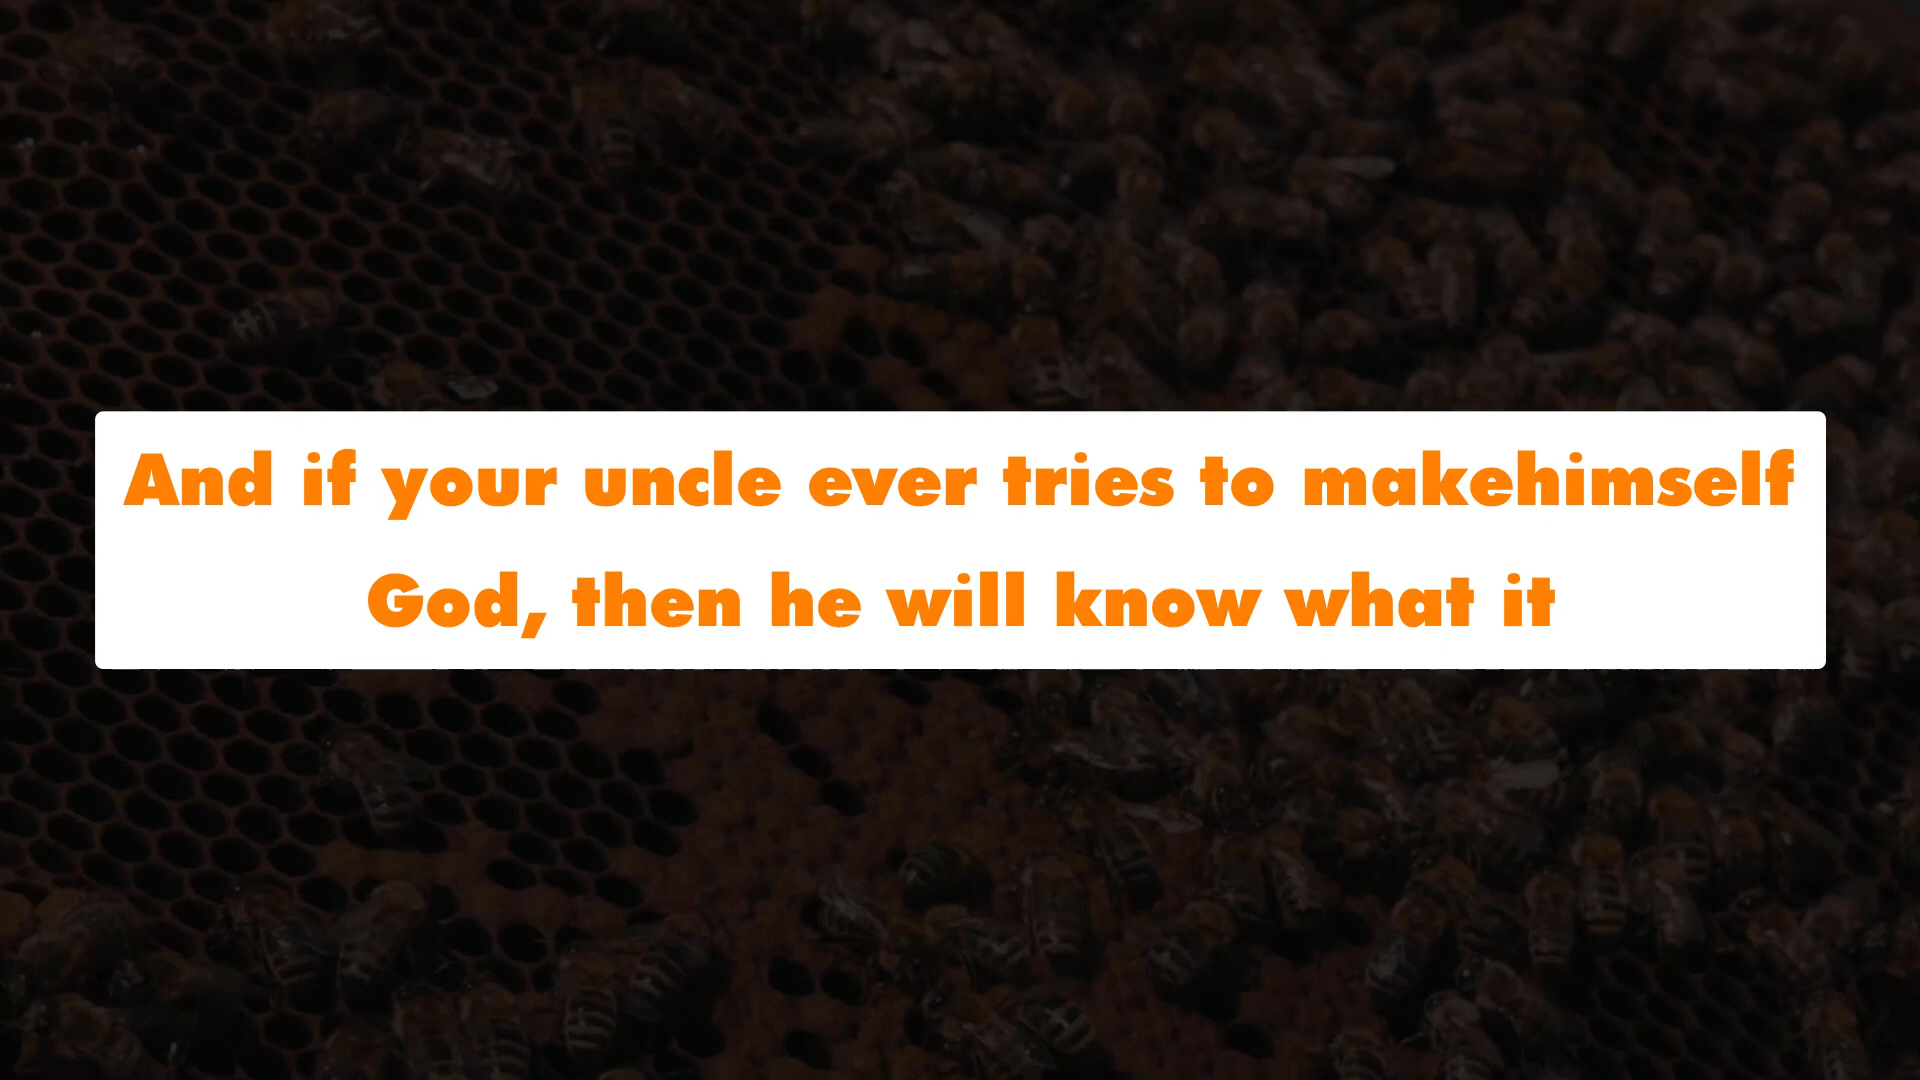 And if your uncle ever tries to makehimself
God, then he will know what it